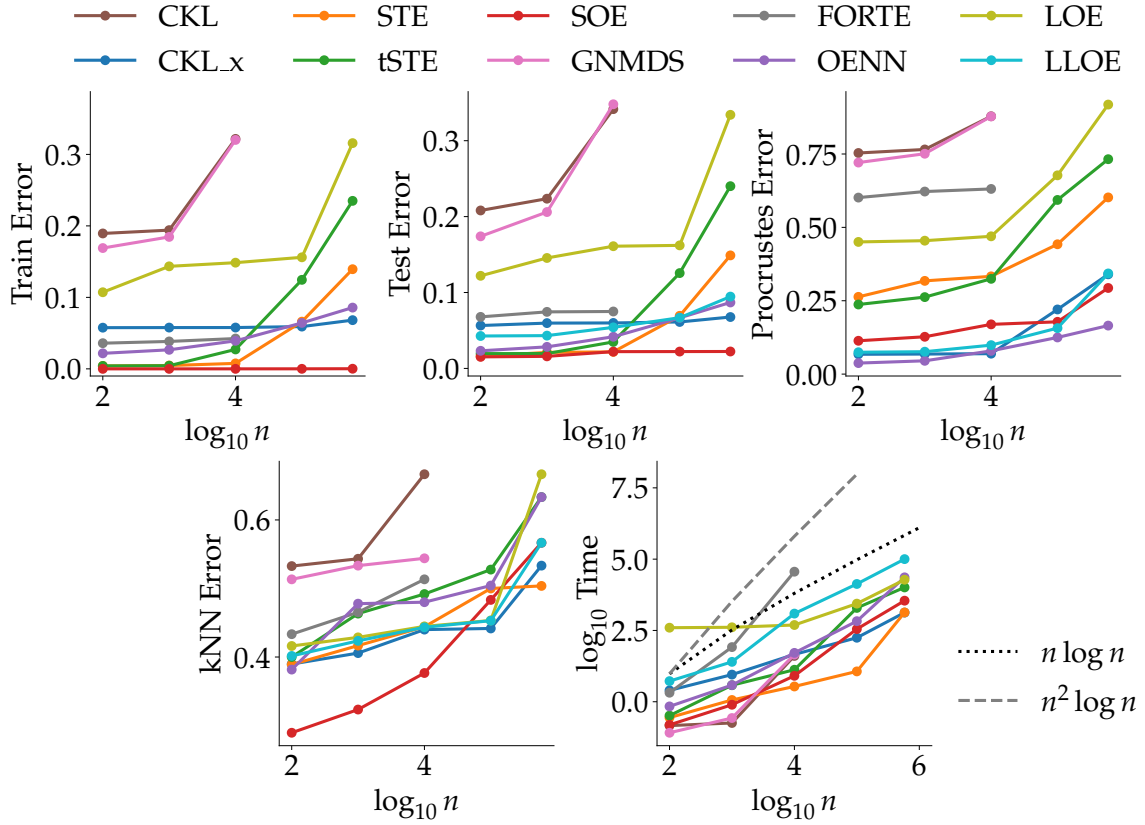 CKL STE SOE FORTE LOE
CKL_x tSTE GNMDS OENN LLOE
Train Error
0.3
0.2
0.1
0.0
2 4
log₁₀ n
Test Error
0.3
0.2
0.1
0.0
2 4
log₁₀ n
Procrustes Error
0.75
0.50
0.25
0.00
2 4
log₁₀ n
kNN Error
0.6
0.4
2 4
log₁₀ n
log₁₀ Time
7.5
5.0
2.5
0.0
2 4 6
log₁₀ n
n log n
n² log n